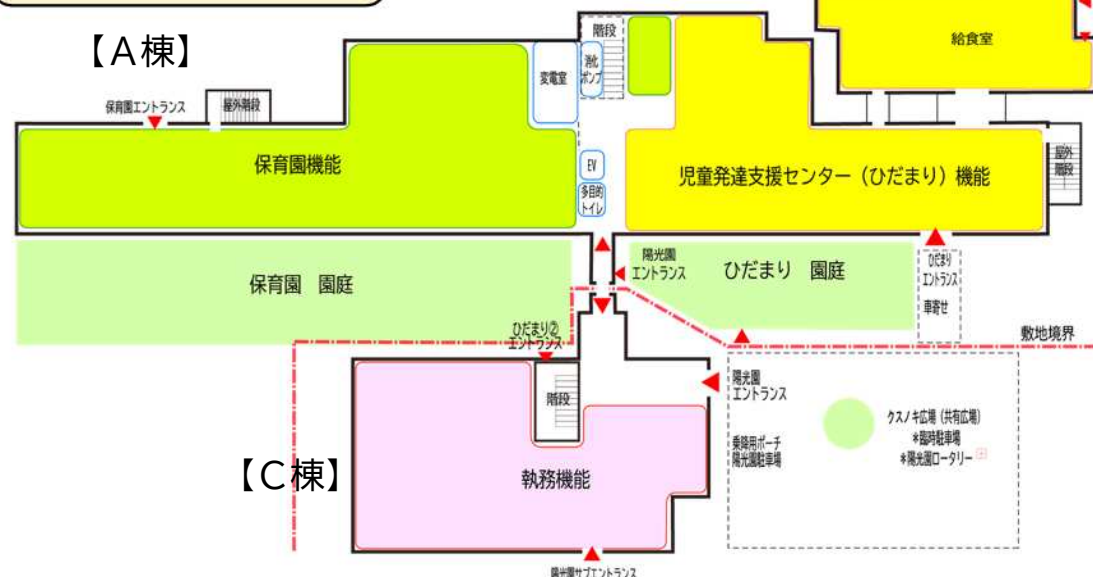 【A棟】
階段
給食室
変電室
消化
ポンプ
保育園エントランス
屋外階段
保育園機能
EV
多目的
トイレ
児童発達支援センター（ひだまり）機能
屋外
階段
保育園　園庭
陽光園
エントランス
ひだまり　園庭
ひだまり
エントランス
車寄せ
敷地境界
ひだまり②
エントランス
階段
陽光園
エントランス
乗降用ポーチ
陽光園駐車場
クスノキ広場（共有広場）
＊臨時駐車場
＊陽光園ロータリー
【C棟】
執務機能
陽光園サブエントランス